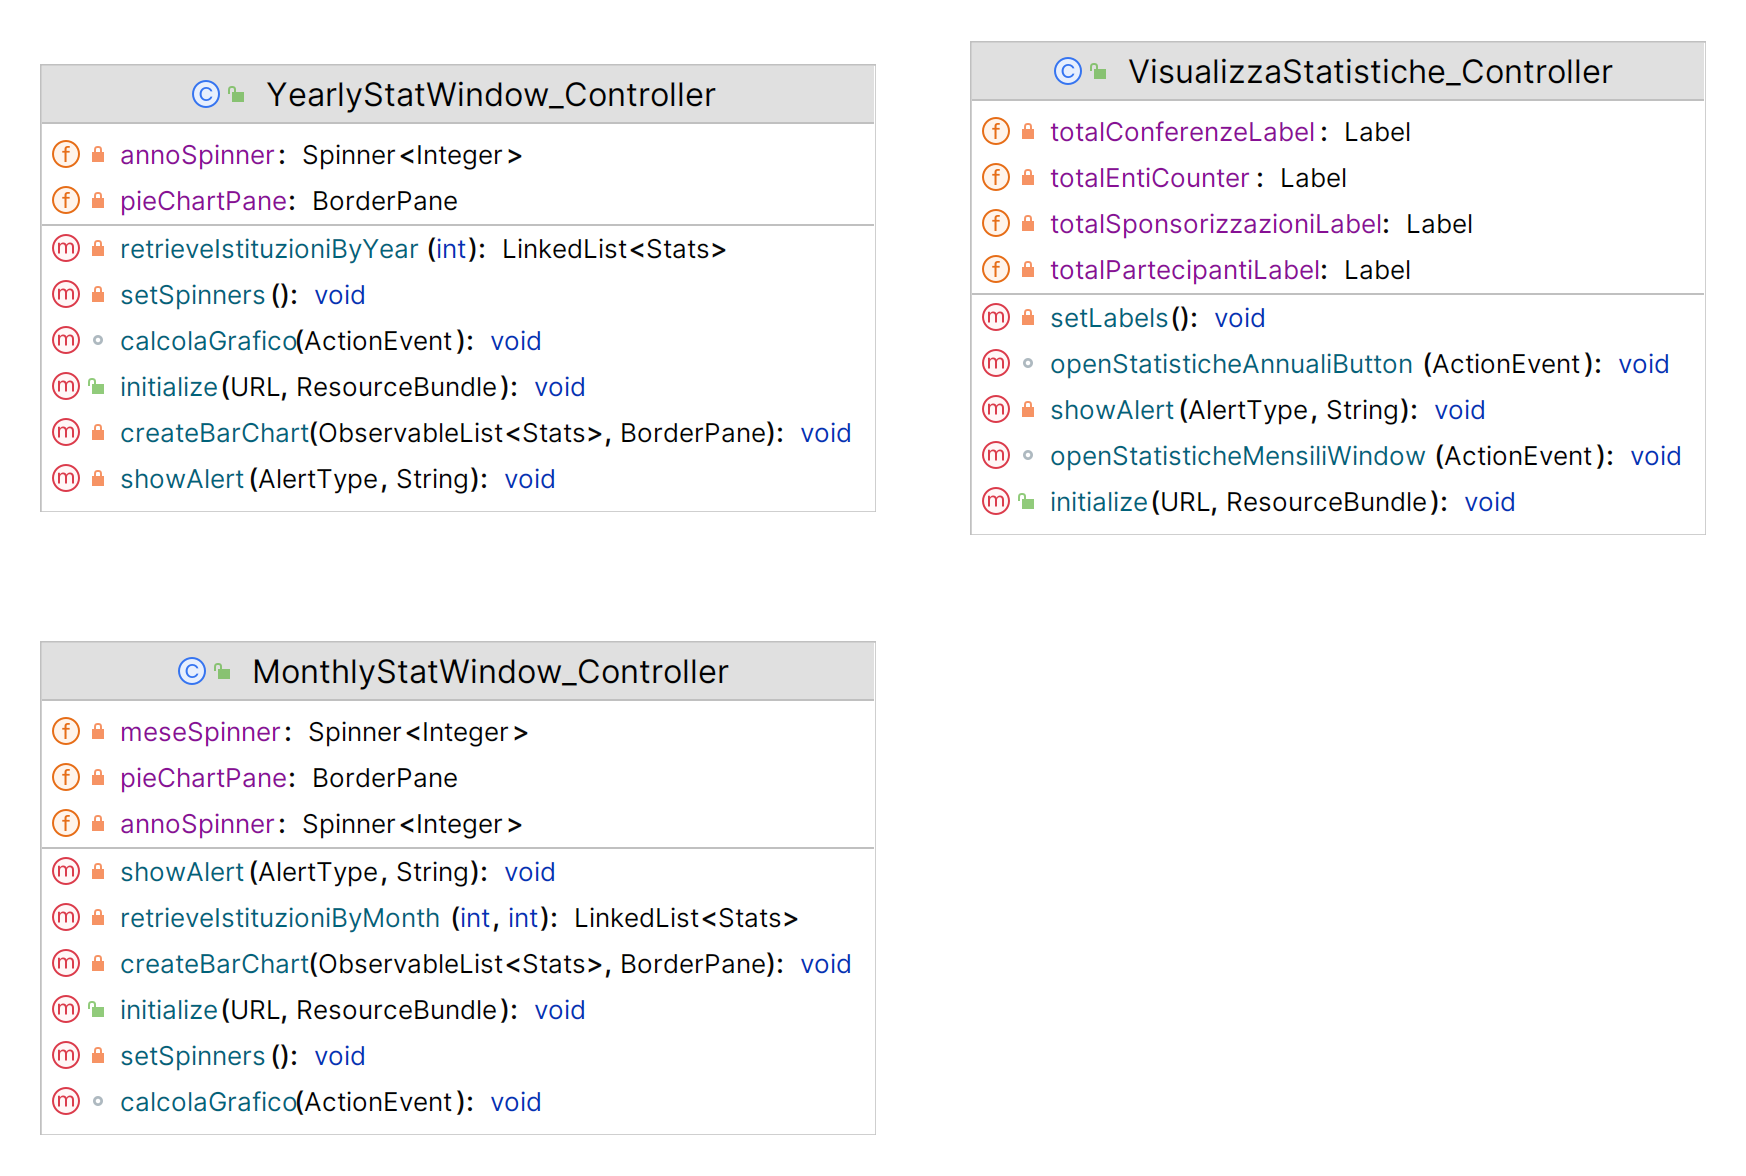 YearlyStatWindow_Controller
annoSpinner: Spinner<Integer>
pieChartPane: BorderPane
retrieveIstituzioniByYear (int): LinkedList<Stats>
setSpinners (): void
calcolaGrafico(ActionEvent): void
initialize(URL, ResourceBundle): void
createBarChart(ObservableList<Stats>, BorderPane): void
showAlert(AlertType, String): void
VisualizzaStatistiche_Controller
totalConferenzeLabel: Label
totalEntiCounter: Label
totalSponsorizzazioniLabel: Label
totalPartecipantiLabel: Label
setLabels(): void
openStatisticheAnnualiButton (ActionEvent): void
showAlert(AlertType, String): void
openStatisticheMensiliWindow (ActionEvent): void
initialize(URL, ResourceBundle): void
MonthlyStatWindow_Controller
meseSpinner: Spinner<Integer>
pieChartPane: BorderPane
annoSpinner: Spinner<Integer>
showAlert(AlertType, String): void
retrieveIstituzioniByMonth (int, int): LinkedList<Stats>
createBarChart(ObservableList<Stats>, BorderPane): void
initialize(URL, ResourceBundle): void
setSpinners (): void
calcolaGrafico(ActionEvent): void